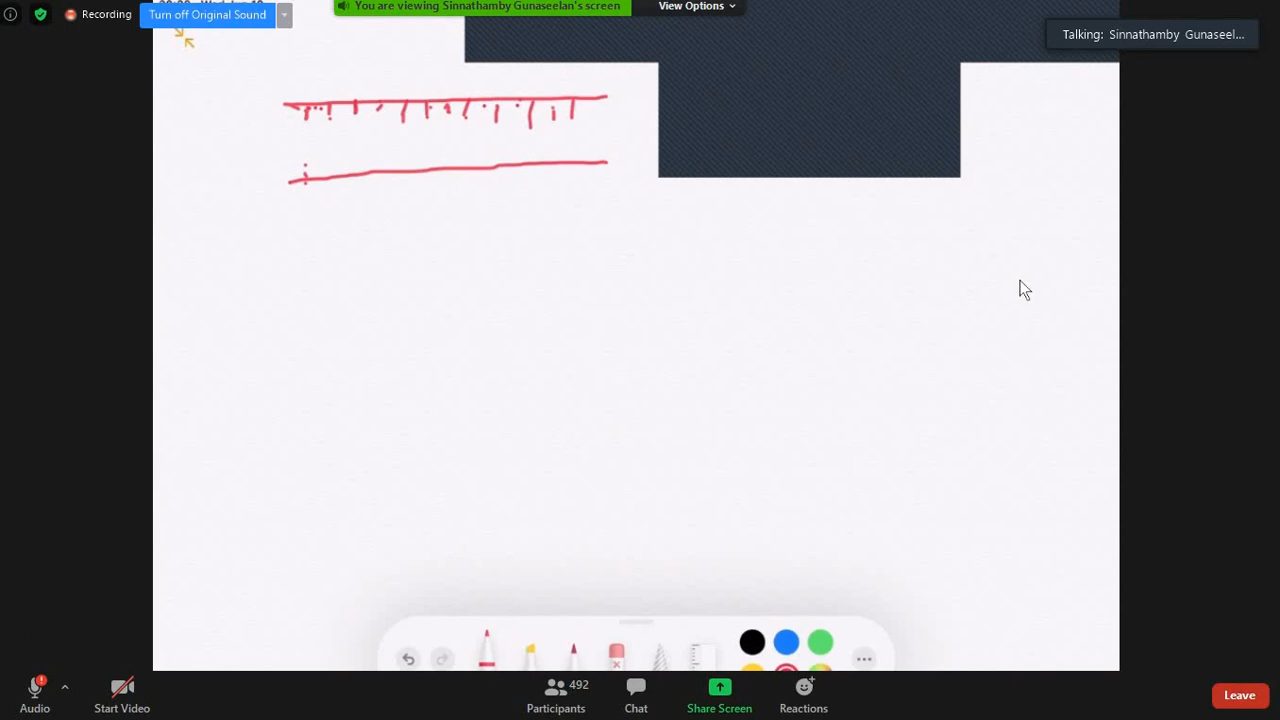 Recording
Turn off Original Sound
You are viewing Sinnathamby Gunaseelan's screen
View Options
Talking: Sinnathamby Gunaseel...
Audio
Start Video
Participants
492
Chat
Share Screen
Reactions
Leave